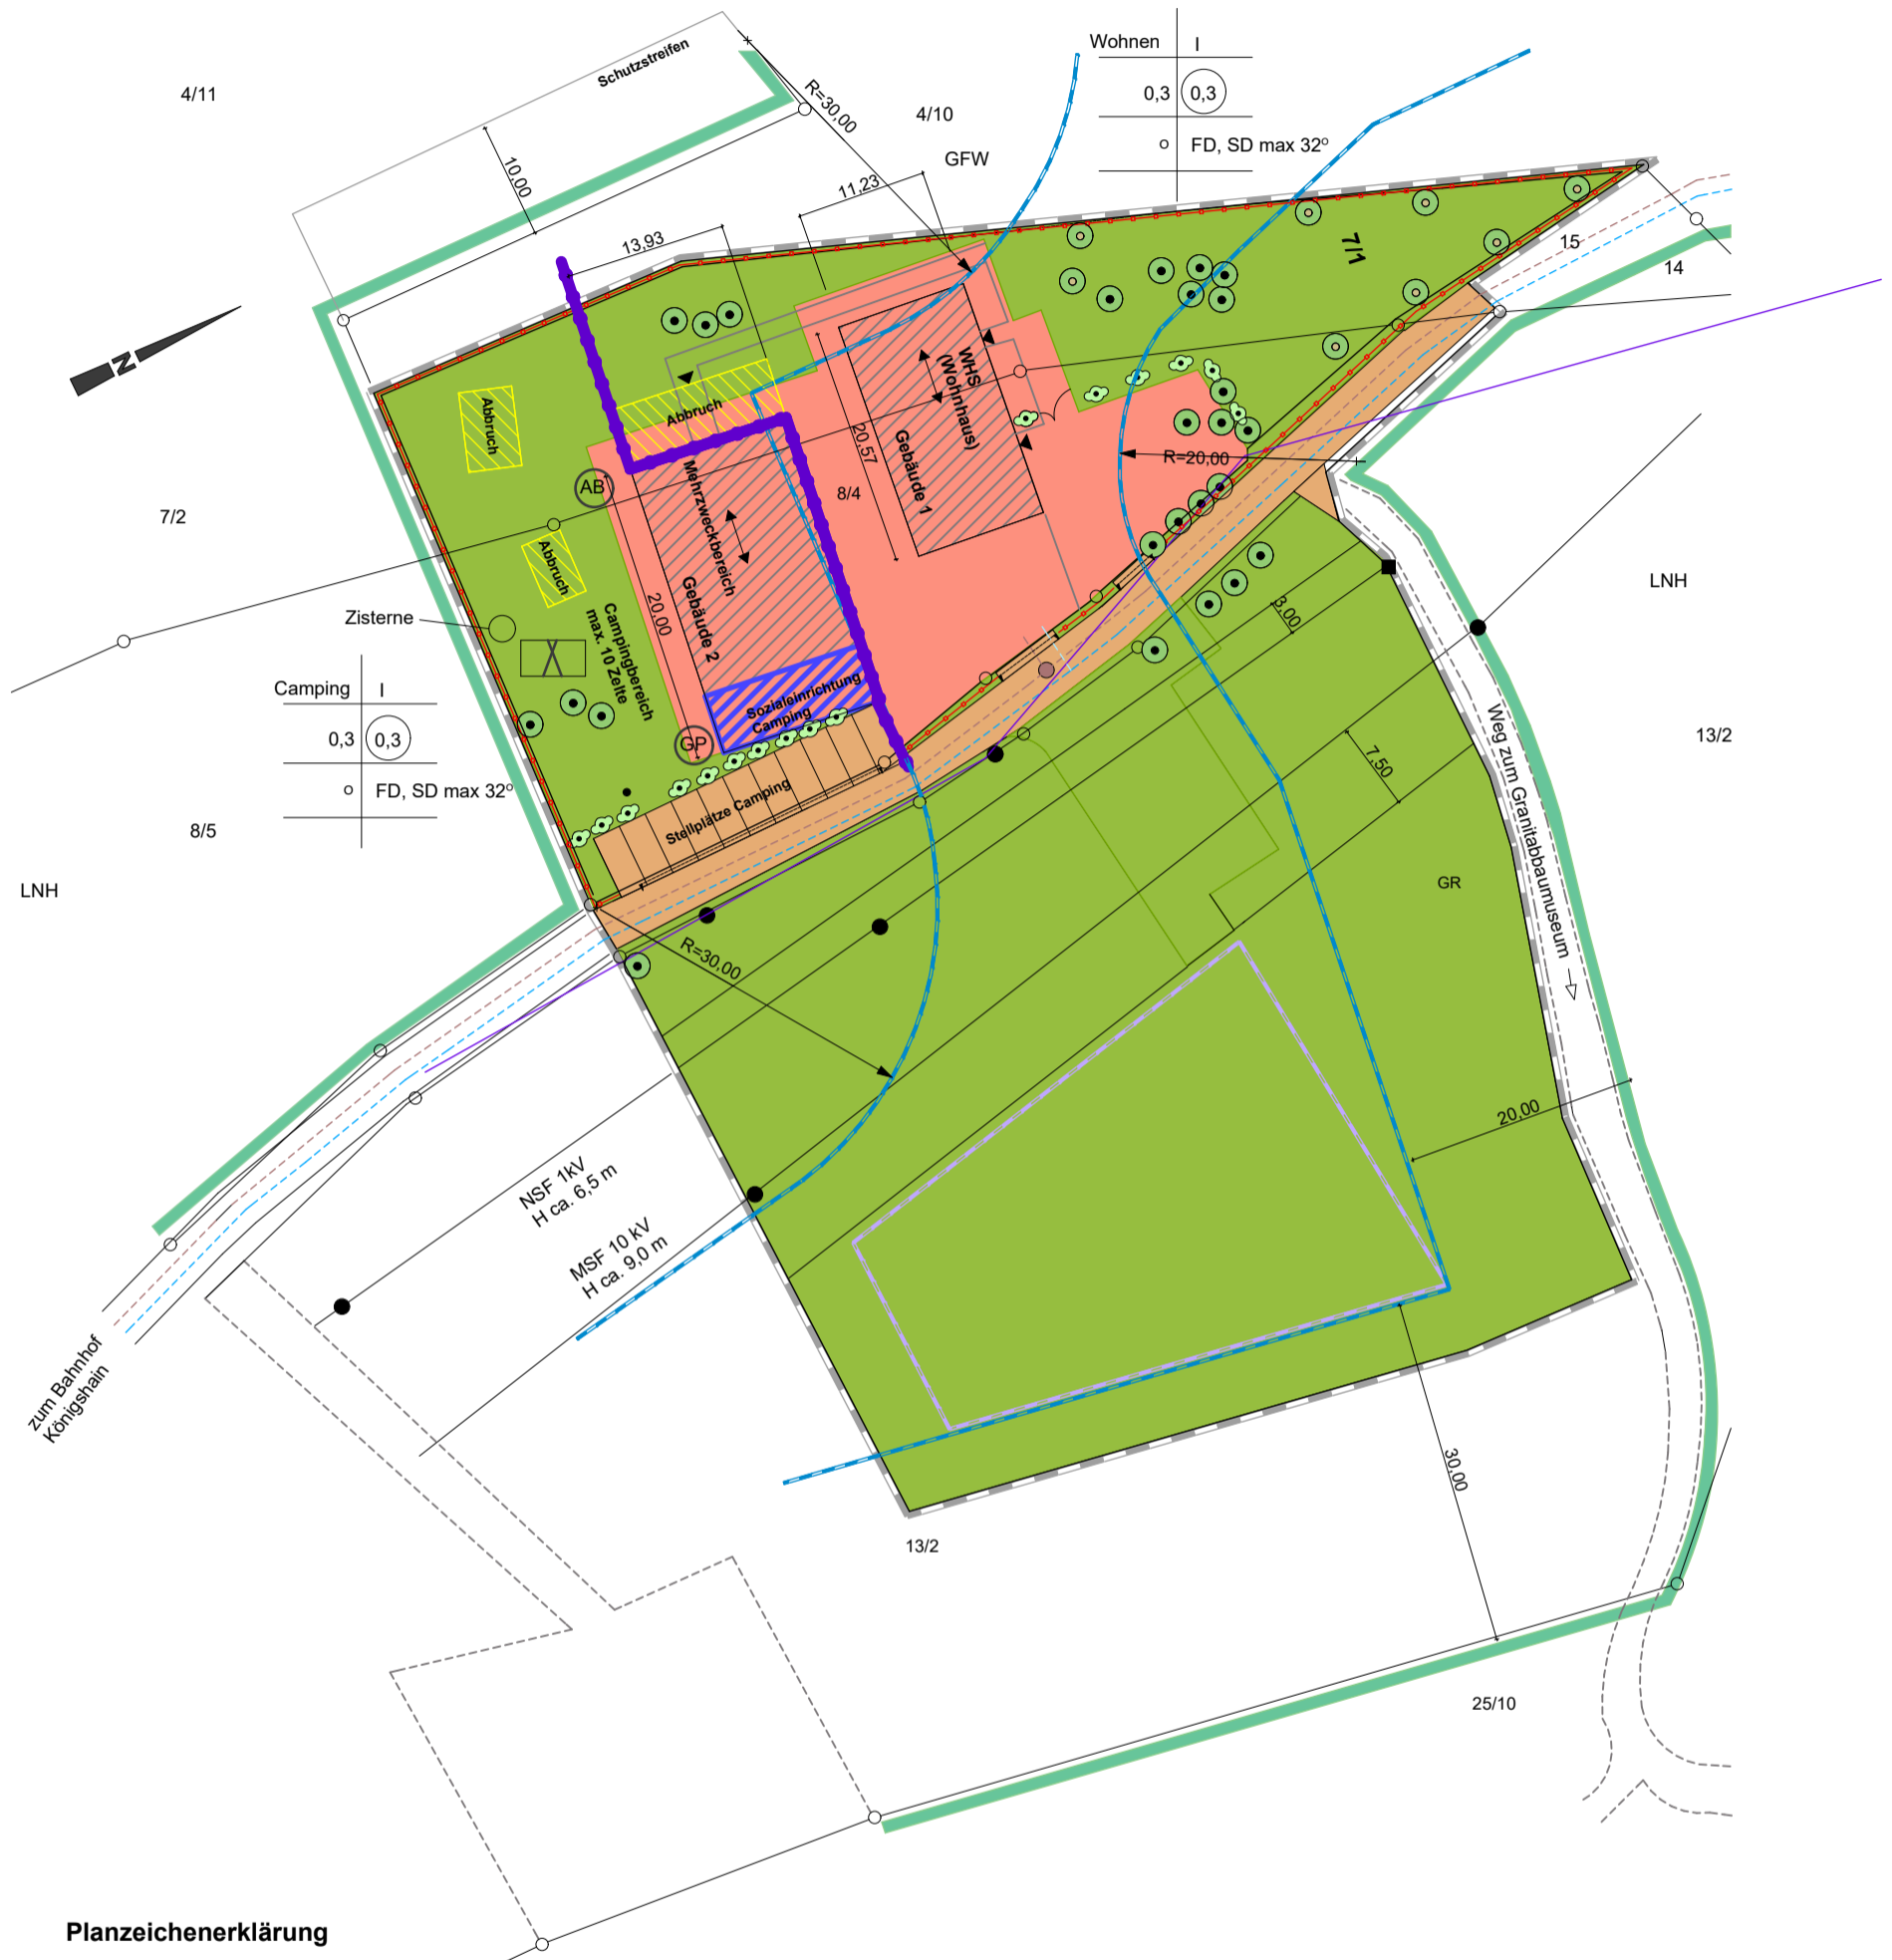 Schutzstreifen
4/11
10,00
R=30,00
4/10
GFW
Wohnen
I
0,3
0,3
o
FD, SD max 32°
11,23
13,93
7/1
15
14
N
Abbruch
Abbruch
Abbruch
WHS
(Wohnhaus)
Gebäude 1
20,57
8/4
R=20,00
AB
Mehrzweckbereich
Gebäude 2
20,00
7/2
Zisterne
Campingbereich
max. 10 Zelte
Sozialeinrichtung
Camping
GP
Stellplätze Camping
Camping
I
0,3
0,3
o
FD, SD max 32°
8/5
LNH
LNH
3,00
7,50
13/2
GR
Weg zum Granitabbaumuseum
R=30,00
20,00
NSF 1kV
H ca. 6,5 m
MSF 10 kV
H ca. 9,0 m
zum Bahnhof
Königshain
30,00
13/2
25/10
Planzeichenerklärung